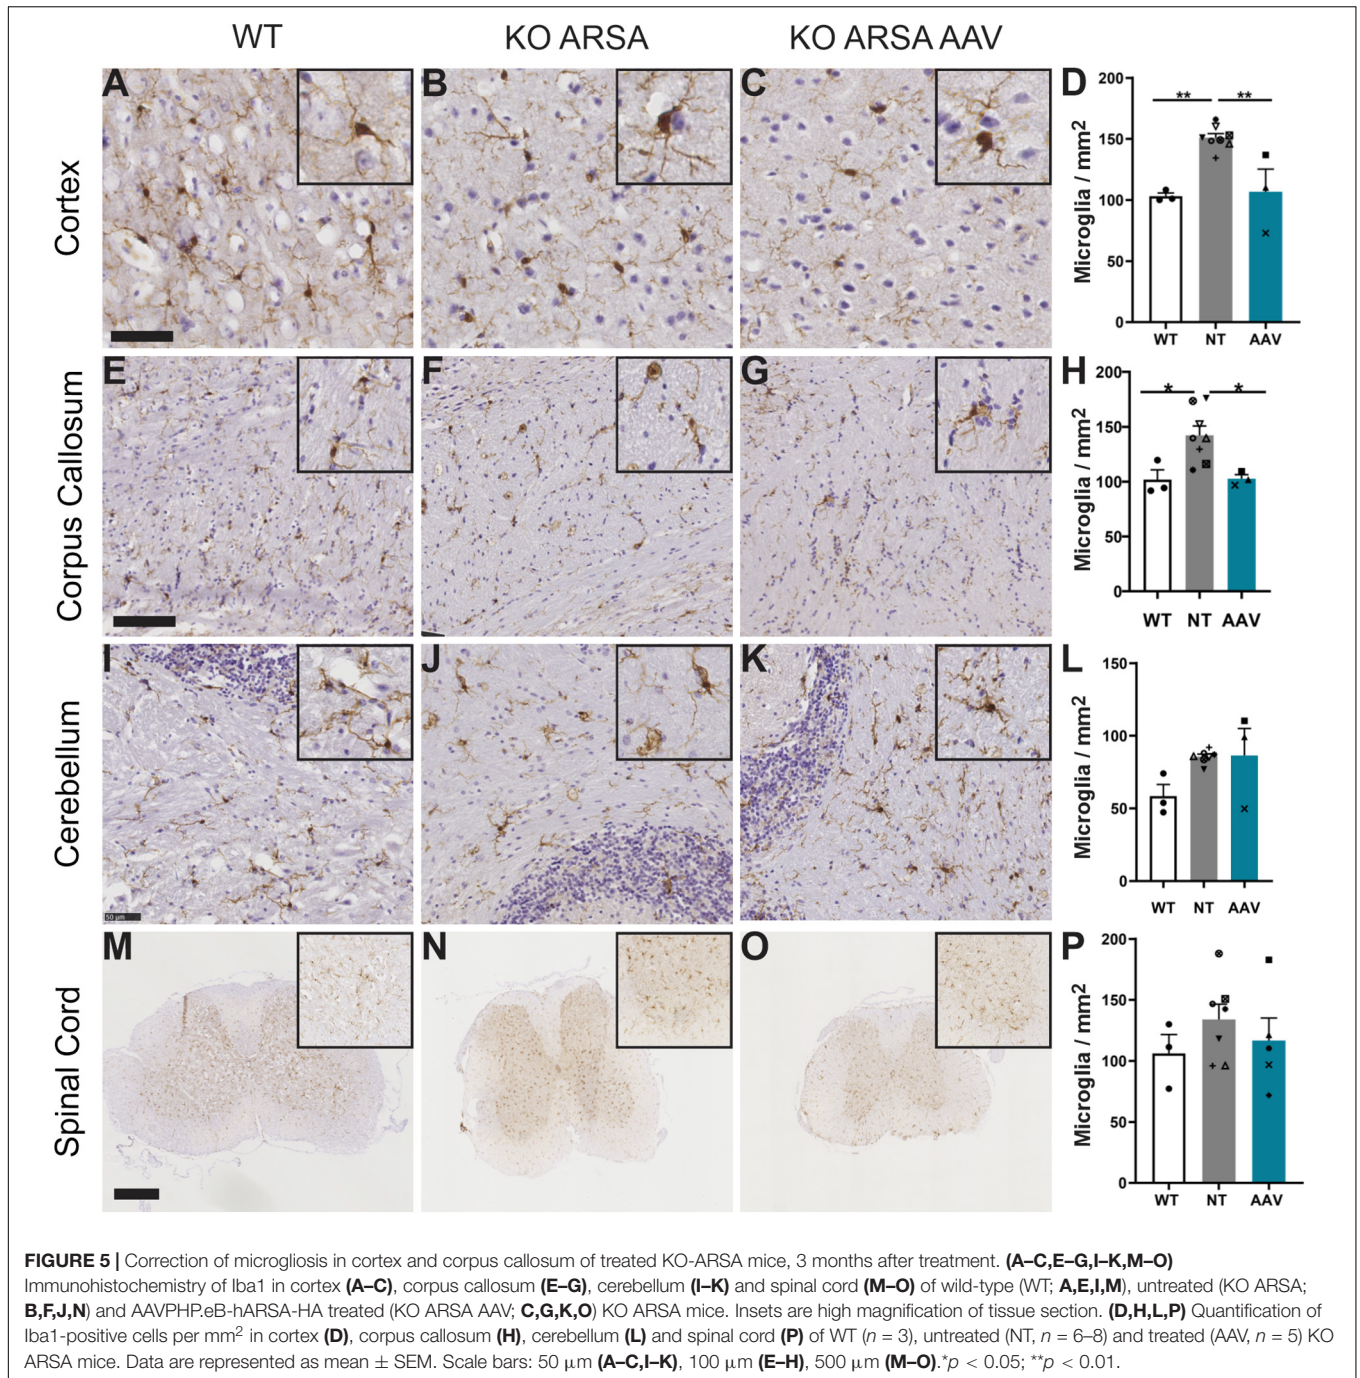 WT KO ARSA KO ARSA AAV
Cortex
A B C D
Microglia / mm2
200
150
100
50
0
** **
WT NT AAV
Corpus Callosum
E F G H
Microglia / mm2
200
150
100
50
0
* *
WT NT AAV
Cerebellum
I J K L
50 µm
Microglia / mm2
150
100
50
0
WT NT AAV
Spinal Cord
M N O P
Microglia / mm2
200
150
100
50
0
WT NT AAV
FIGURE 5 | Correction of microgliosis in cortex and corpus callosum of treated KO-ARSA mice, 3 months after treatment. (A–C,E–G,I–K,M–O)
Immunohistochemistry of Iba1 in cortex (A–C), corpus callosum (E–G), cerebellum (I–K) and spinal cord (M–O) of wild-type (WT; A,E,I,M), untreated (KO ARSA;
B,F,J,N) and AAVPHP.eB-hARSA-HA treated (KO ARSA AAV; C,G,K,O) KO ARSA mice. Insets are high magnification of tissue section. (D,H,L,P) Quantification of
Iba1-positive cells per mm2 in cortex (D), corpus callosum (H), cerebellum (L) and spinal cord (P) of WT (n = 3), untreated (NT, n = 6–8) and treated (AAV, n = 5) KO
ARSA mice. Data are represented as mean ± SEM. Scale bars: 50 µm (A–C,I–K), 100 µm (E–H), 500 µm (M–O).*p < 0.05; **p < 0.01.